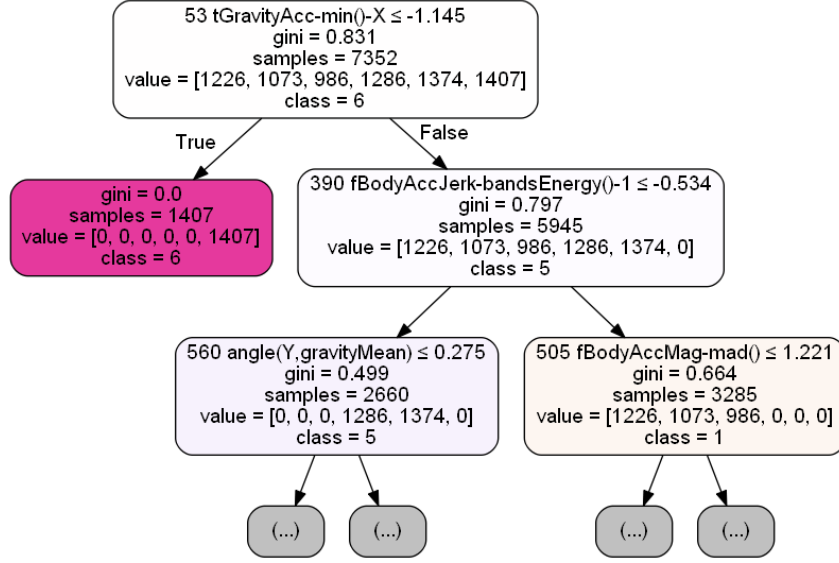 53 tGravityAcc-min()-X ≤ -1.145
gini = 0.831
samples = 7352
value = [1226, 1073, 986, 1286, 1374, 1407]
class = 6
True
False
gini = 0.0
samples = 1407
value = [0, 0, 0, 0, 0, 1407]
class = 6
390 fBodyAccJerk-bandsEnergy()-1 ≤ -0.534
gini = 0.797
samples = 5945
value = [1226, 1073, 986, 1286, 1374, 0]
class = 5
560 angle(Y,gravityMean) ≤ 0.275
gini = 0.499
samples = 2660
value = [0, 0, 0, 1286, 1374, 0]
class = 5
505 fBodyAccMag-mad() ≤ 1.221
gini = 0.664
samples = 3285
value = [1226, 1073, 986, 0, 0, 0]
class = 1
(...)
(...)
(...)
(...)